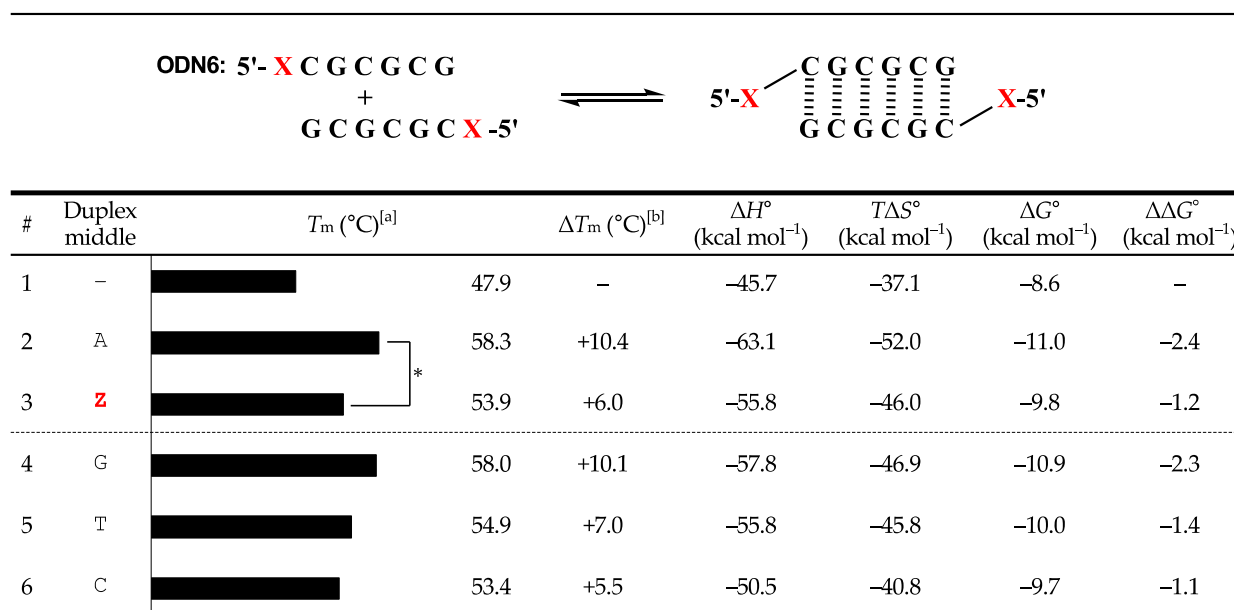 ODN6: 5'- X C G C G C G
+
G C G C G C X -5'
C G C G C G
5'-X X-5'
G C G C G C
# Duplex middle Tm (°C)[a] ΔTm (°C)[b] ΔH° (kcal mol−1) TΔS° (kcal mol−1) ΔG° (kcal mol−1) ΔΔG° (kcal mol−1)
1 – 47.9 – −45.7 −37.1 −8.6 –
2 A 58.3 +10.4 −63.1 −52.0 −11.0 −2.4
*
3 Z 53.9 +6.0 −55.8 −46.0 −9.8 −1.2
4 G 58.0 +10.1 −57.8 −46.9 −10.9 −2.3
5 T 54.9 +7.0 −55.8 −45.8 −10.0 −1.4
6 C 53.4 +5.5 −50.5 −40.8 −9.7 −1.1